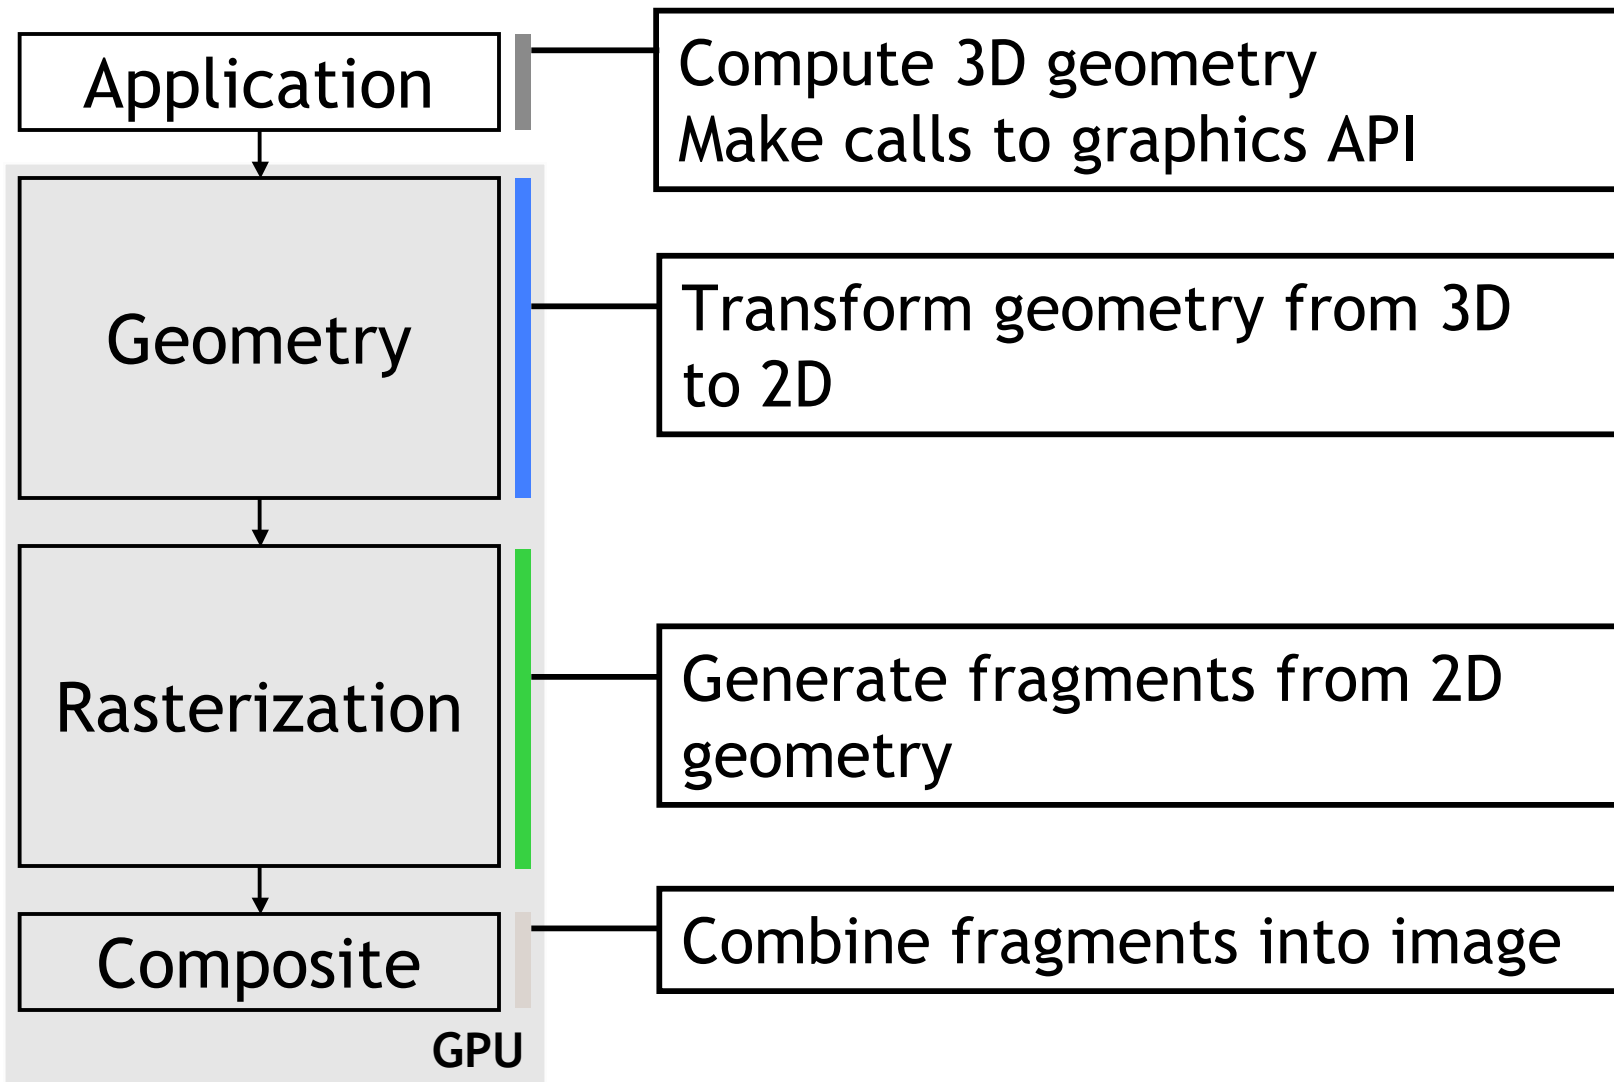 Application
Compute 3D geometry
Make calls to graphics API
Geometry
Transform geometry from 3D
to 2D
Rasterization
Generate fragments from 2D
geometry
Composite
Combine fragments into image
GPU